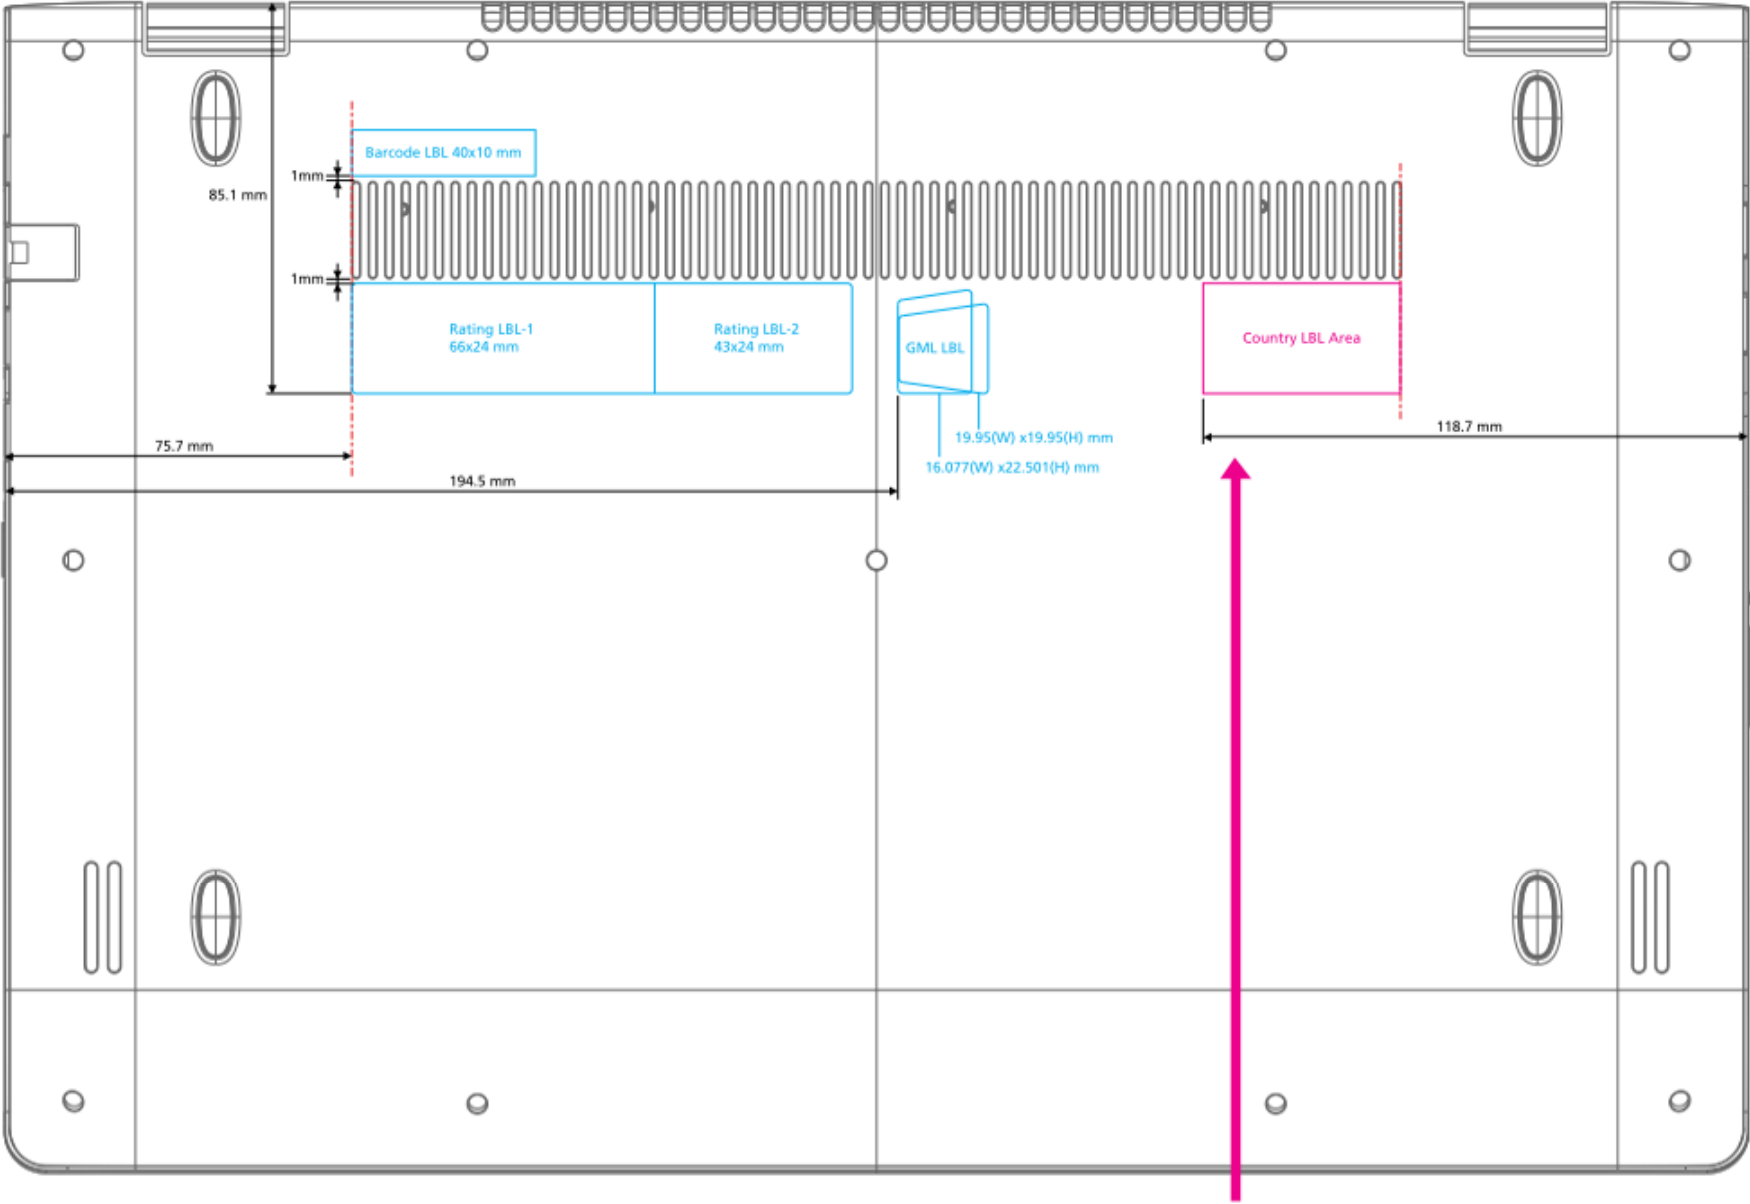 Barcode LBL 40x10 mm
1mm
85.1 mm
1mm
Rating LBL-1
66x24 mm
Rating LBL-2
43x24 mm
GML LBL
Country LBL Area
118.7 mm
19.95(W) x19.95(H) mm
75.7 mm
16.077(W) x22.501(H) mm
194.5 mm